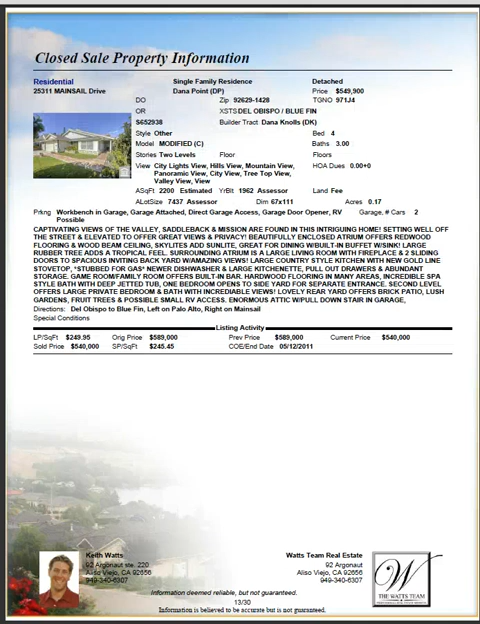 Closed Sale Property Information
Residential Single Family Residence Detached
25311 MAINSAIL Drive Dana Point (DP) Price $549,900
DO Zip 92629-1428 TGNO 971J4
OR XSTS DEL OBISPO / BLUE FIN
S652938 Builder Tract Dana Knolls (DK)
Style Other Bed 4
Model MODIFIED (C) Baths 3.00
Stories Two Levels Floor Floors
View City Lights View, Hills View, Mountain View, HOA Dues 0.00+0
Panoramic View, City View, Tree Top View,
Valley View, View
ASqFt 2200 Estimated YrBlt 1962 Assessor Land Fee
ALotSize 7437 Assessor Dim 67x111 Acres 0.17
Prkng Workbench in Garage, Garage Attached, Direct Garage Access, Garage Door Opener, RV Garage, # Cars 2
Possible
CAPTIVATING VIEWS OF THE VALLEY, SADDLEBACK & MISSION ARE FOUND IN THIS INTRIGUING HOME! SETTING WELL OFF
THE STREET & ELEVATED TO OFFER GREAT VIEWS & PRIVACY! BEAUTIFULLY ENCLOSED ATRIUM OFFERS REDWOOD
FLOORING & WOOD BEAM CEILING, SKYLITES ADD SUNLITE, GREAT FOR DINING W/BUILT-IN BUFFET W/SINK! LARGE
RUBBER TREE ADDS A TROPICAL FEEL. SURROUNDING ATRIUM IS A LARGE LIVING ROOM WITH FIREPLACE & 2 SLIDING
DOORS TO SPACIOUS INVITING BACK YARD W/AMAZING VIEWS! LARGE COUNTRY STYLE KITCHEN WITH NEW GOLD LINE
STOVETOP, *STUBBED FOR GAS* NEWER DISHWASHER & LARGE KITCHENETTE, PULL OUT DRAWERS & ABUNDANT
STORAGE. GAME ROOM/FAMILY ROOM OFFERS BUILT-IN BAR. HARDWOOD FLOORING IN MANY AREAS, INCREDIBLE SPA
STYLE BATH WITH DEEP JETTED TUB, ONE BEDROOM OPENS TO SIDE YARD FOR SEPARATE ENTRANCE. SECOND LEVEL
OFFERS LARGE PRIVATE BEDROOM & BATH WITH INCREDIBLE VIEWS! LOVELY REAR YARD OFFERS BRICK PATIO, LUSH
GARDENS, FRUIT TREES & POSSIBLE SMALL RV ACCESS. ENORMOUS ATTIC W/PULL DOWN STAIR IN GARAGE,
Directions: Del Obispo to Blue Fin, Left on Palo Alto, Right on Mainsail
Special Conditions
Listing Activity
LP/SqFt $249.95 Orig Price $589,000 Prev Price $589,000 Current Price $540,000
Sold Price $540,000 SP/SqFt $245.45 COE/End Date 05/12/2011
Keith Watts Watts Team Real Estate
92 Argonaut ste. 220 92 Argonaut
Aliso Viejo, CA 92656 Aliso Viejo, CA 92656
949-340-6307 949-340-6307
W
THE WATTS TEAM
Information deemed reliable, but not guaranteed.
13/30
Information is believed to be accurate but is not guaranteed.